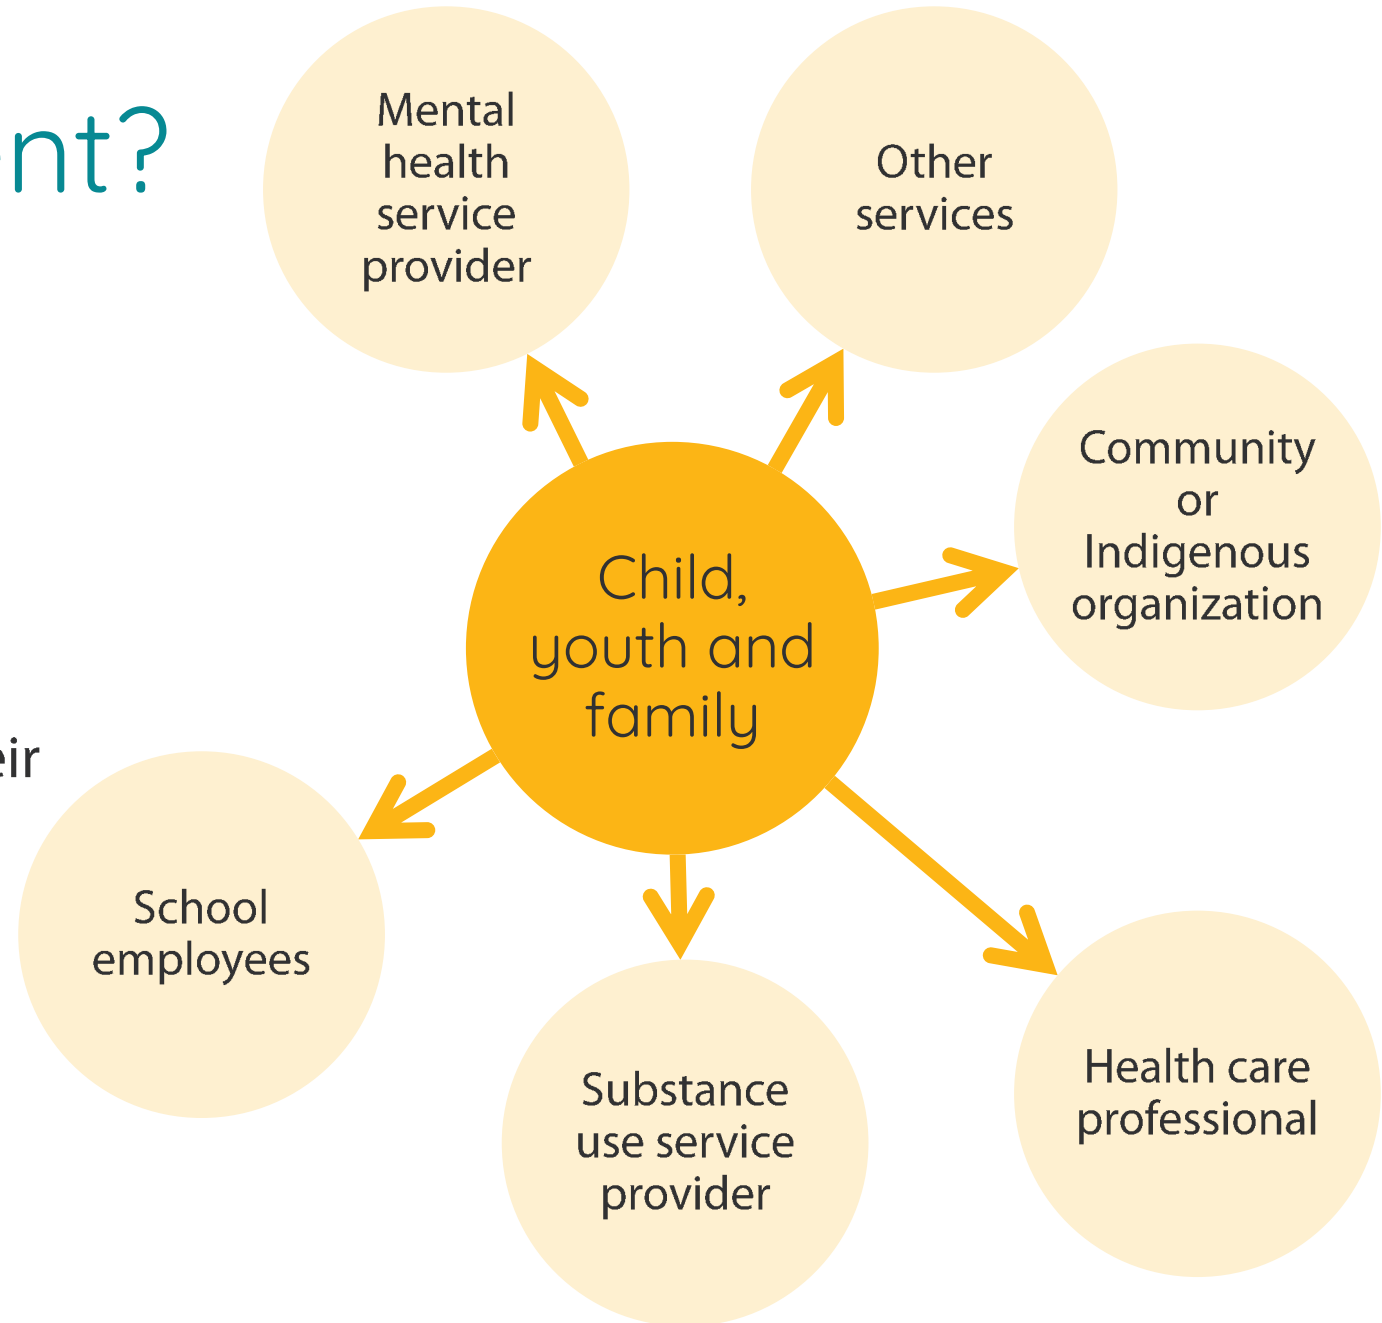 ent?
Mental
health
service
provider
Other
services
Community
or
Indigenous
organization
Child,
youth and
family
eir
School
employees
Substance
use service
provider
Health care
professional